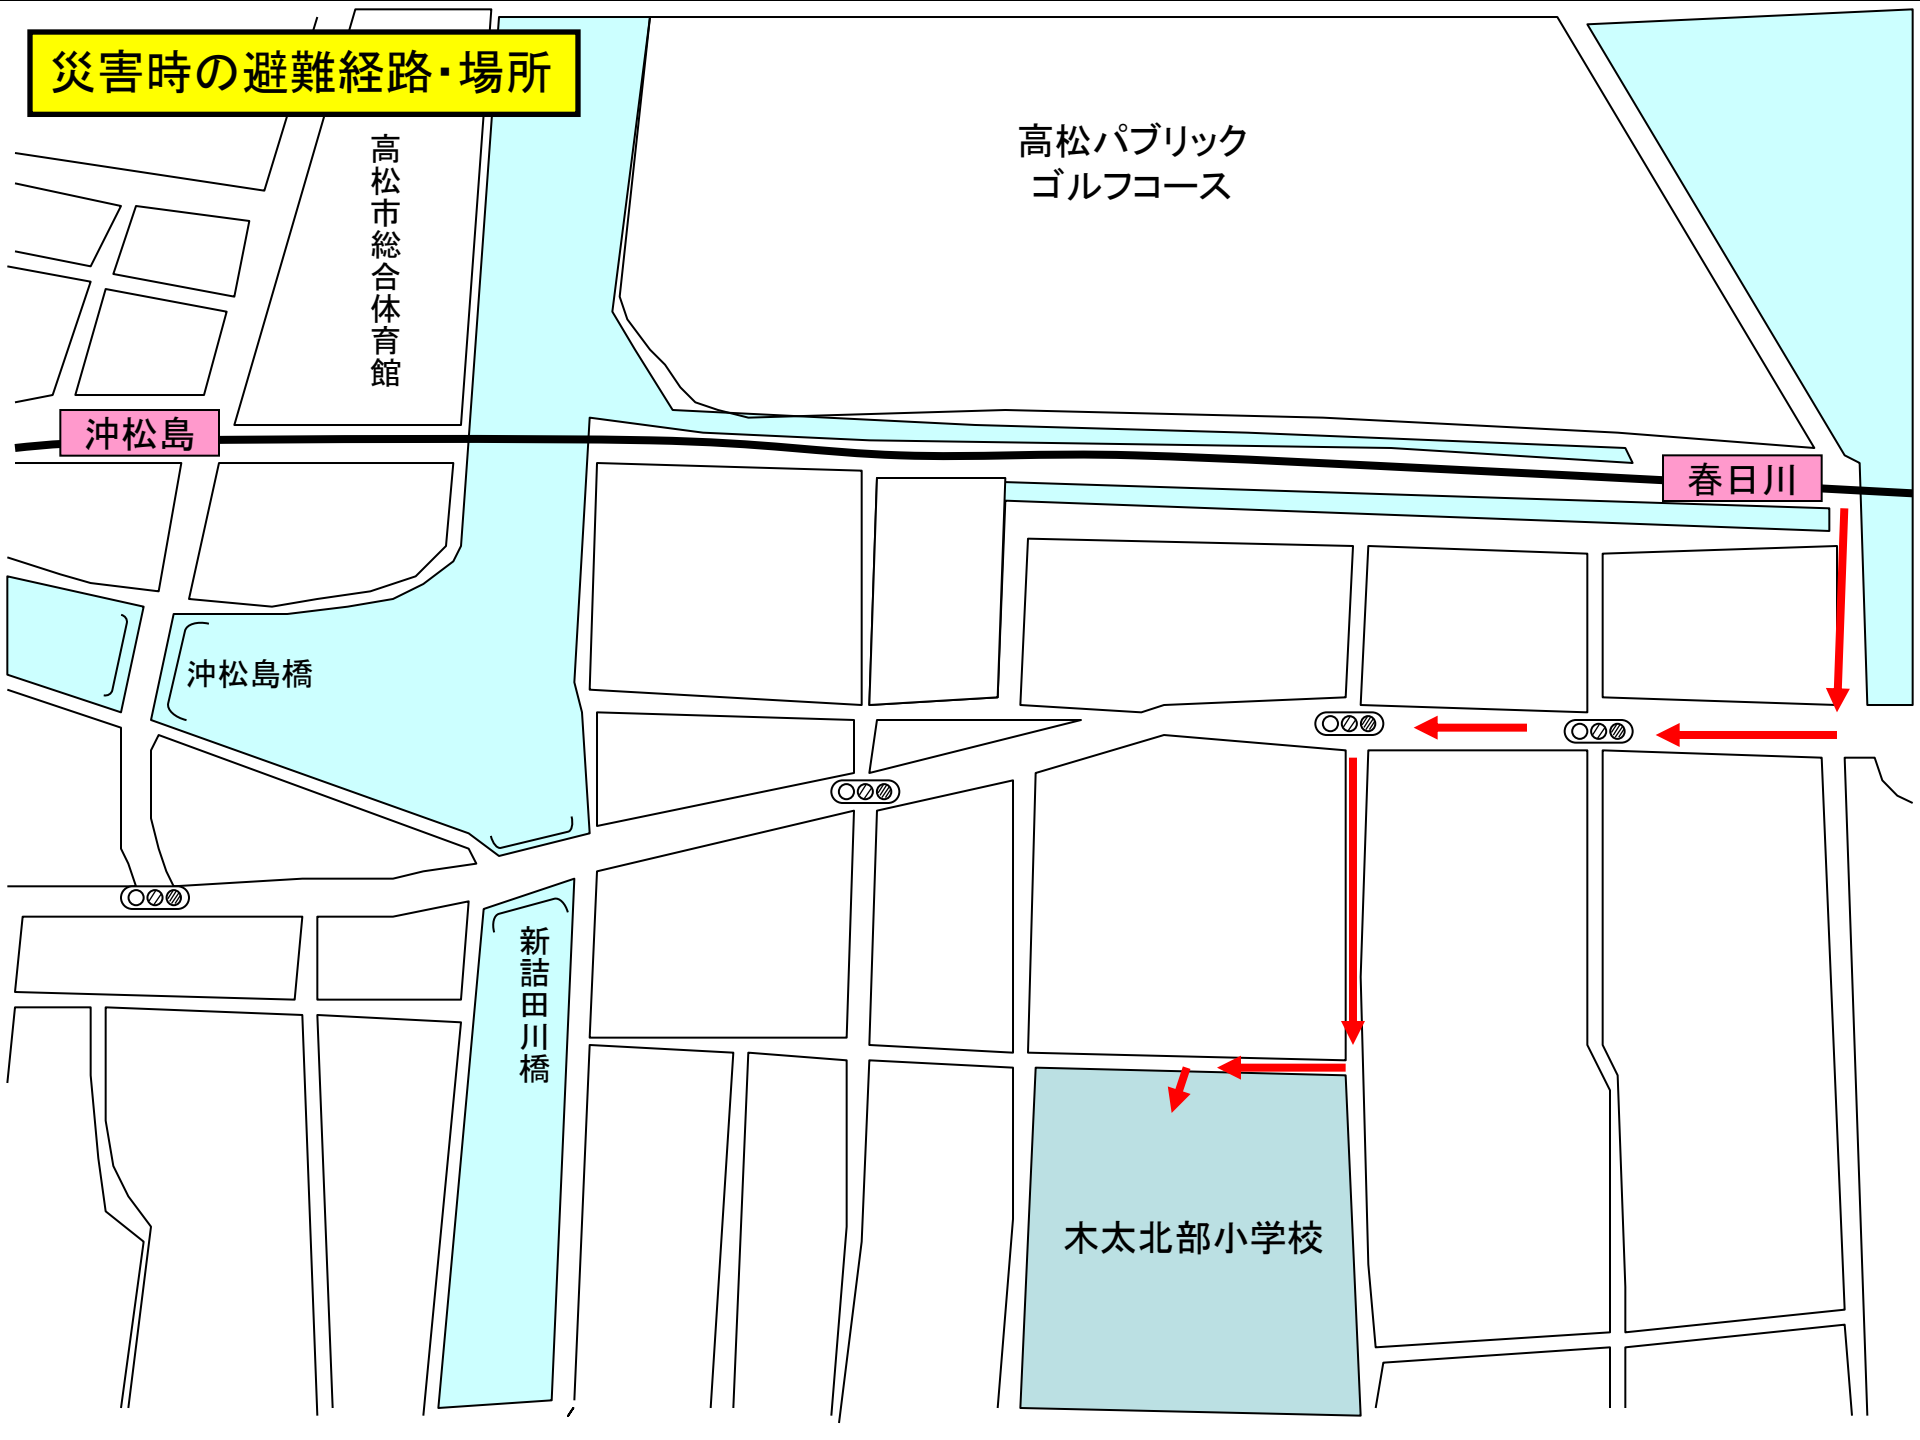 災害時の避難経路・場所
高松市総合体育館
高松パブリック
ゴルフコース
沖松島
春日川
沖松島橋
新詰田川橋
木太北部小学校